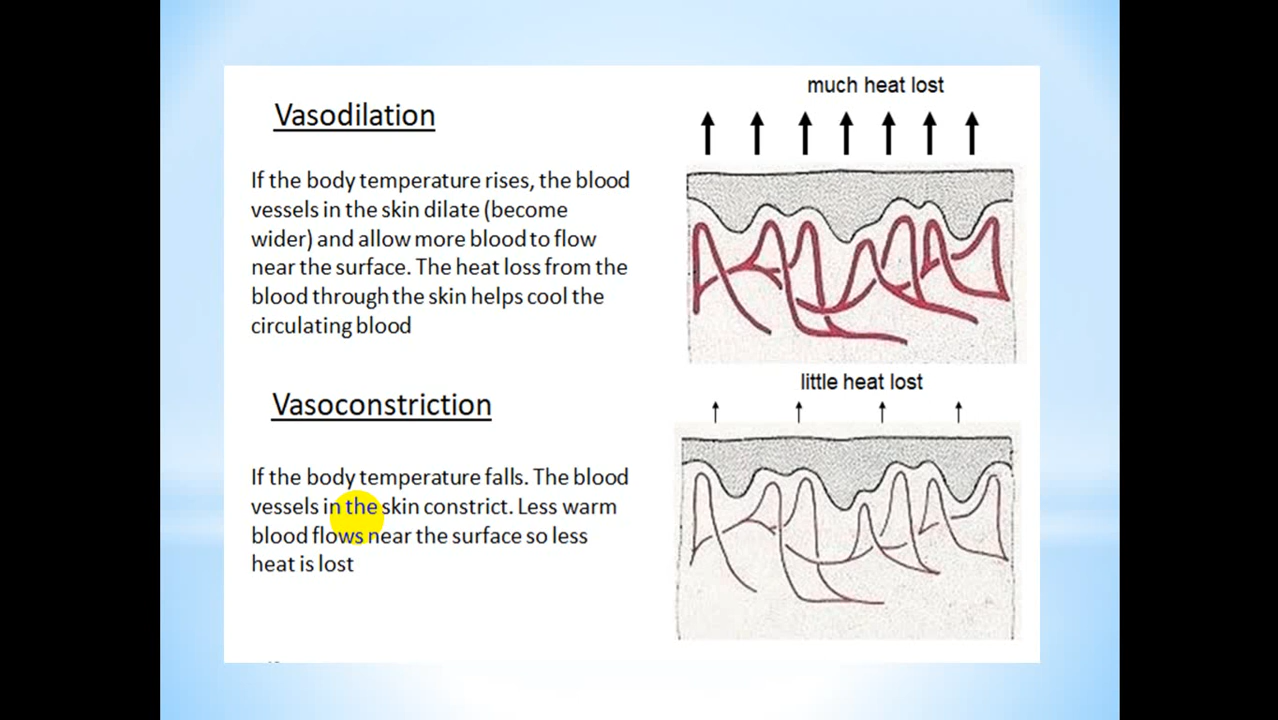 much heat lost
Vasodilation
If the body temperature rises, the blood
vessels in the skin dilate (become
wider) and allow more blood to flow
near the surface. The heat loss from the
blood through the skin helps cool the
circulating blood
little heat lost
Vasoconstriction
If the body temperature falls. The blood
vessels in the skin constrict. Less warm
blood flows near the surface so less
heat is lost